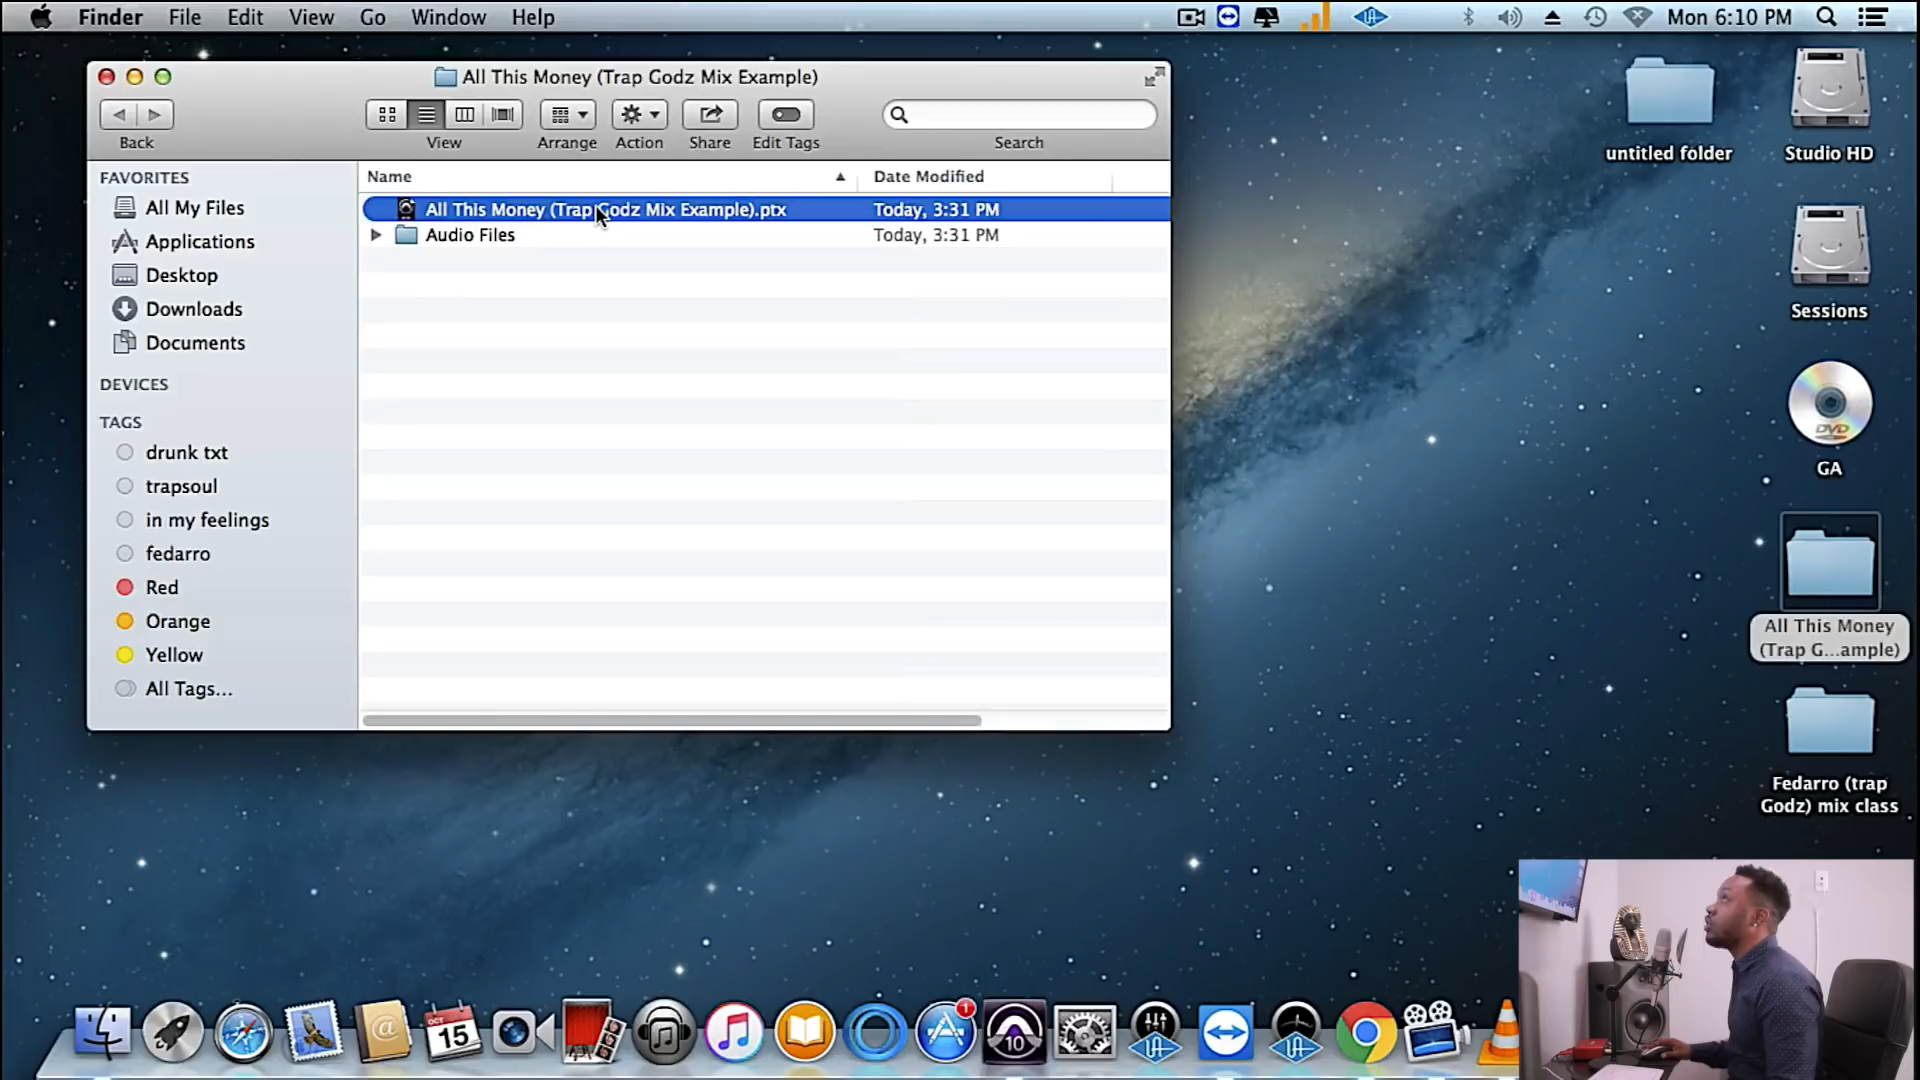 Finder File Edit View Go Window Help
Mon 6:10 PM
All This Money (Trap Godz Mix Example)
Back View Arrange Action Share Edit Tags Search
FAVORITES
All My Files
Applications
Desktop
Downloads
Documents
DEVICES
TAGS
drunk txt
trapsoul
in my feelings
fedarro
Red
Orange
Yellow
All Tags...
Name Date Modified
All This Money (Trap Godz Mix Example).ptx Today, 3:31 PM
Audio Files Today, 3:31 PM
untitled folder
Studio HD
Sessions
DVD
GA
All This Money
(Trap G...ample)
Fedarro (trap
Godz) mix class
OCT
15
1
10